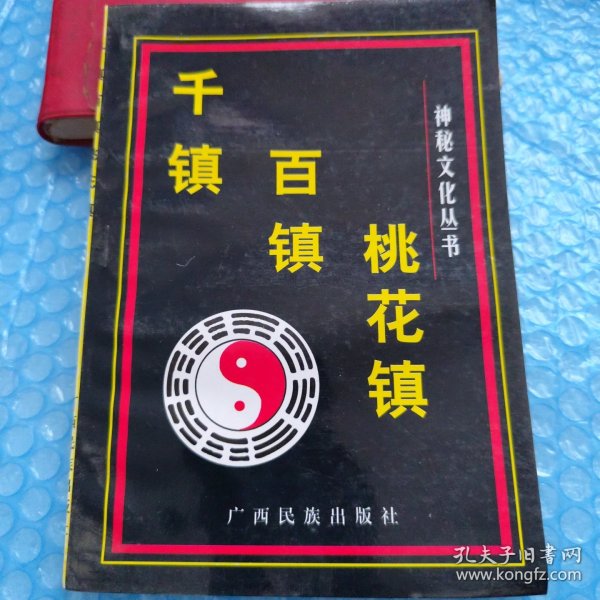 千镇
百镇
桃花镇
神秘文化丛书
广西民族出版社
孔夫子旧书网
www.kongfz.com